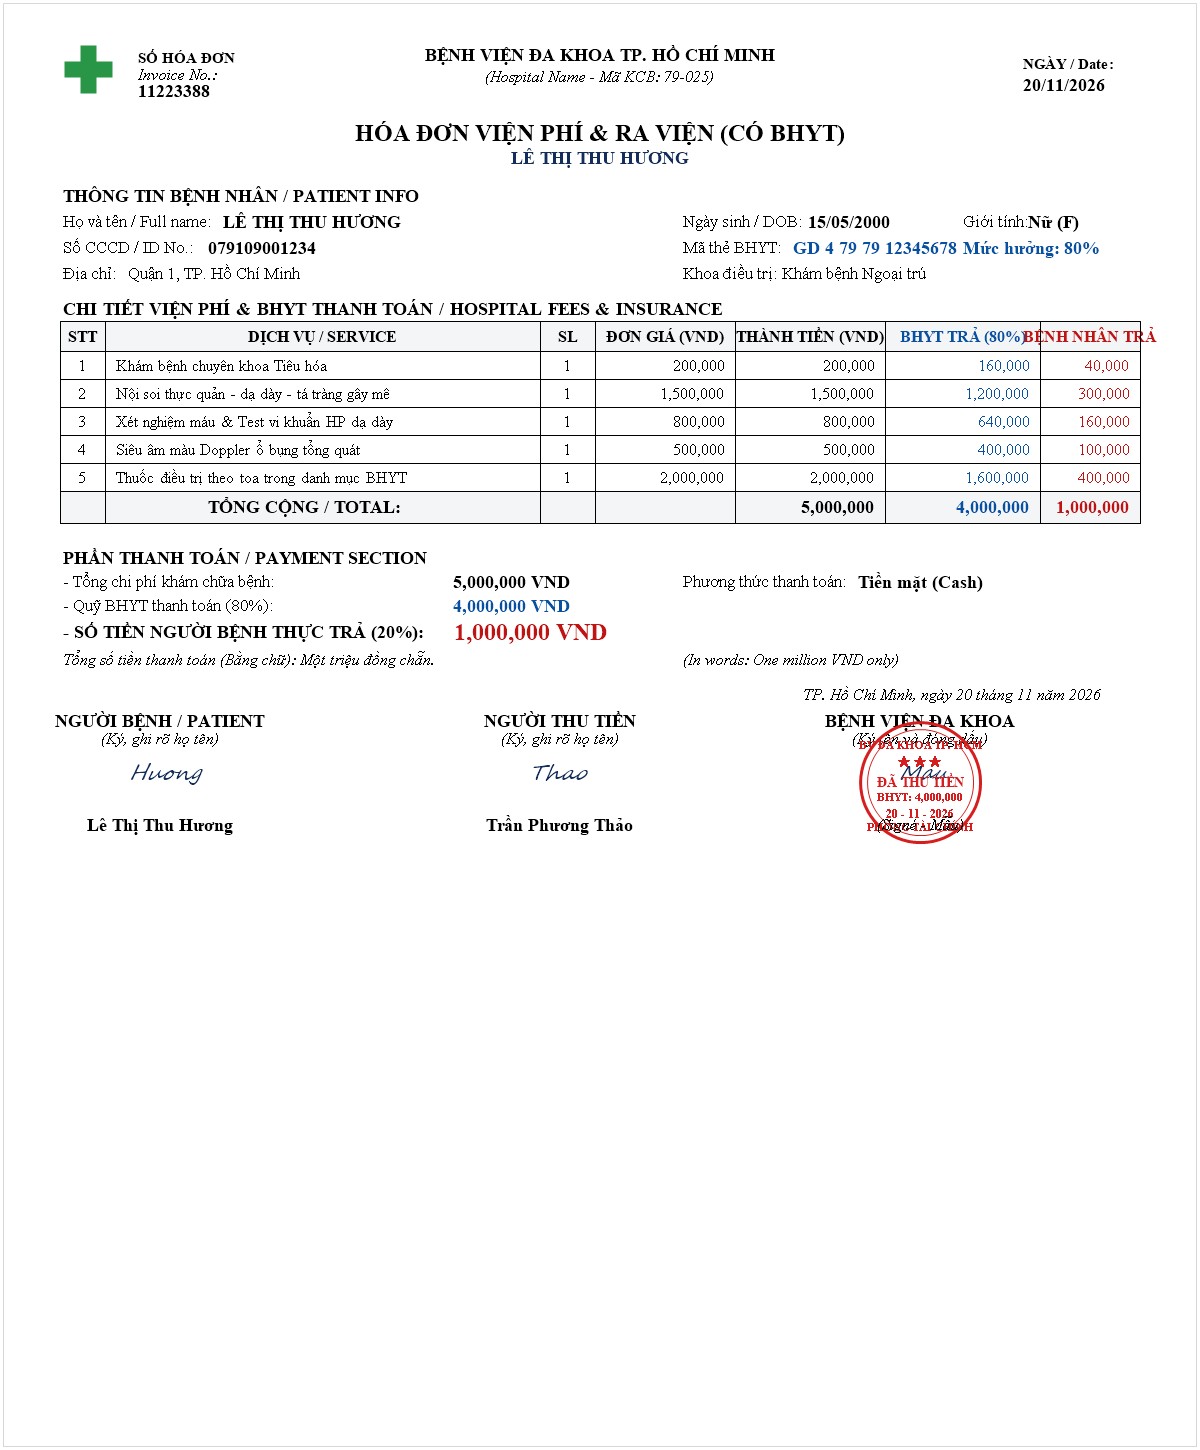 SỐ HÓA ĐƠN
Invoice No.:
11223388
BỆNH VIỆN ĐA KHOA TP. HỒ CHÍ MINH
(Hospital Name - Mã KCB: 79-025)
NGÀY / Date:
20/11/2026
HÓA ĐƠN VIỆN PHÍ & RA VIỆN (CÓ BHYT)
LÊ THỊ THU HƯƠNG
THÔNG TIN BỆNH NHÂN / PATIENT INFO
Họ và tên / Full name: LÊ THỊ THU HƯƠNG Ngày sinh / DOB: 15/05/2000 Giới tính: Nữ (F)
Số CCCD / ID No.: 079109001234 Mã thẻ BHYT: GD 4 79 79 12345678 Mức hưởng: 80%
Địa chỉ: Quận 1, TP. Hồ Chí Minh Khoa điều trị: Khám bệnh Ngoại trú
CHI TIẾT VIỆN PHÍ & BHYT THANH TOÁN / HOSPITAL FEES & INSURANCE
STT DỊCH VỤ / SERVICE SL ĐƠN GIÁ (VND) THÀNH TIỀN (VND) BHYT TRẢ (80%) BỆNH NHÂN TRẢ
1 Khám bệnh chuyên khoa Tiêu hóa 1 200,000 200,000 160,000 40,000
2 Nội soi thực quản - dạ dày - tá tràng gây mê 1 1,500,000 1,500,000 1,200,000 300,000
3 Xét nghiệm máu & Test vi khuẩn HP dạ dày 1 800,000 800,000 640,000 160,000
4 Siêu âm màu Doppler ổ bụng tổng quát 1 500,000 500,000 400,000 100,000
5 Thuốc điều trị theo toa trong danh mục BHYT 1 2,000,000 2,000,000 1,600,000 400,000
TỔNG CỘNG / TOTAL: 5,000,000 4,000,000 1,000,000
PHẦN THANH TOÁN / PAYMENT SECTION
- Tổng chi phí khám chữa bệnh: 5,000,000 VND Phương thức thanh toán: Tiền mặt (Cash)
- Quỹ BHYT thanh toán (80%): 4,000,000 VND
- SỐ TIỀN NGƯỜI BỆNH THỰC TRẢ (20%): 1,000,000 VND
Tổng số tiền thanh toán (Bằng chữ): Một triệu đồng chẵn. (In words: One million VND only)
TP. Hồ Chí Minh, ngày 20 tháng 11 năm 2026
NGƯỜI BỆNH / PATIENT NGƯỜI THU TIỀN BỆNH VIỆN ĐA KHOA
(Ký, ghi rõ họ tên) (Ký, ghi rõ họ tên) (Ký tên và đóng dấu)
BV ĐA KHOA TP. HCM
Huong Thao Mau
ĐÃ THU TIỀN
BHYT: 4,000,000
20 - 11 - 2026
Lê Thị Thu Hương Trần Phương Thảo
PHÒNG TÀI CHÍNH